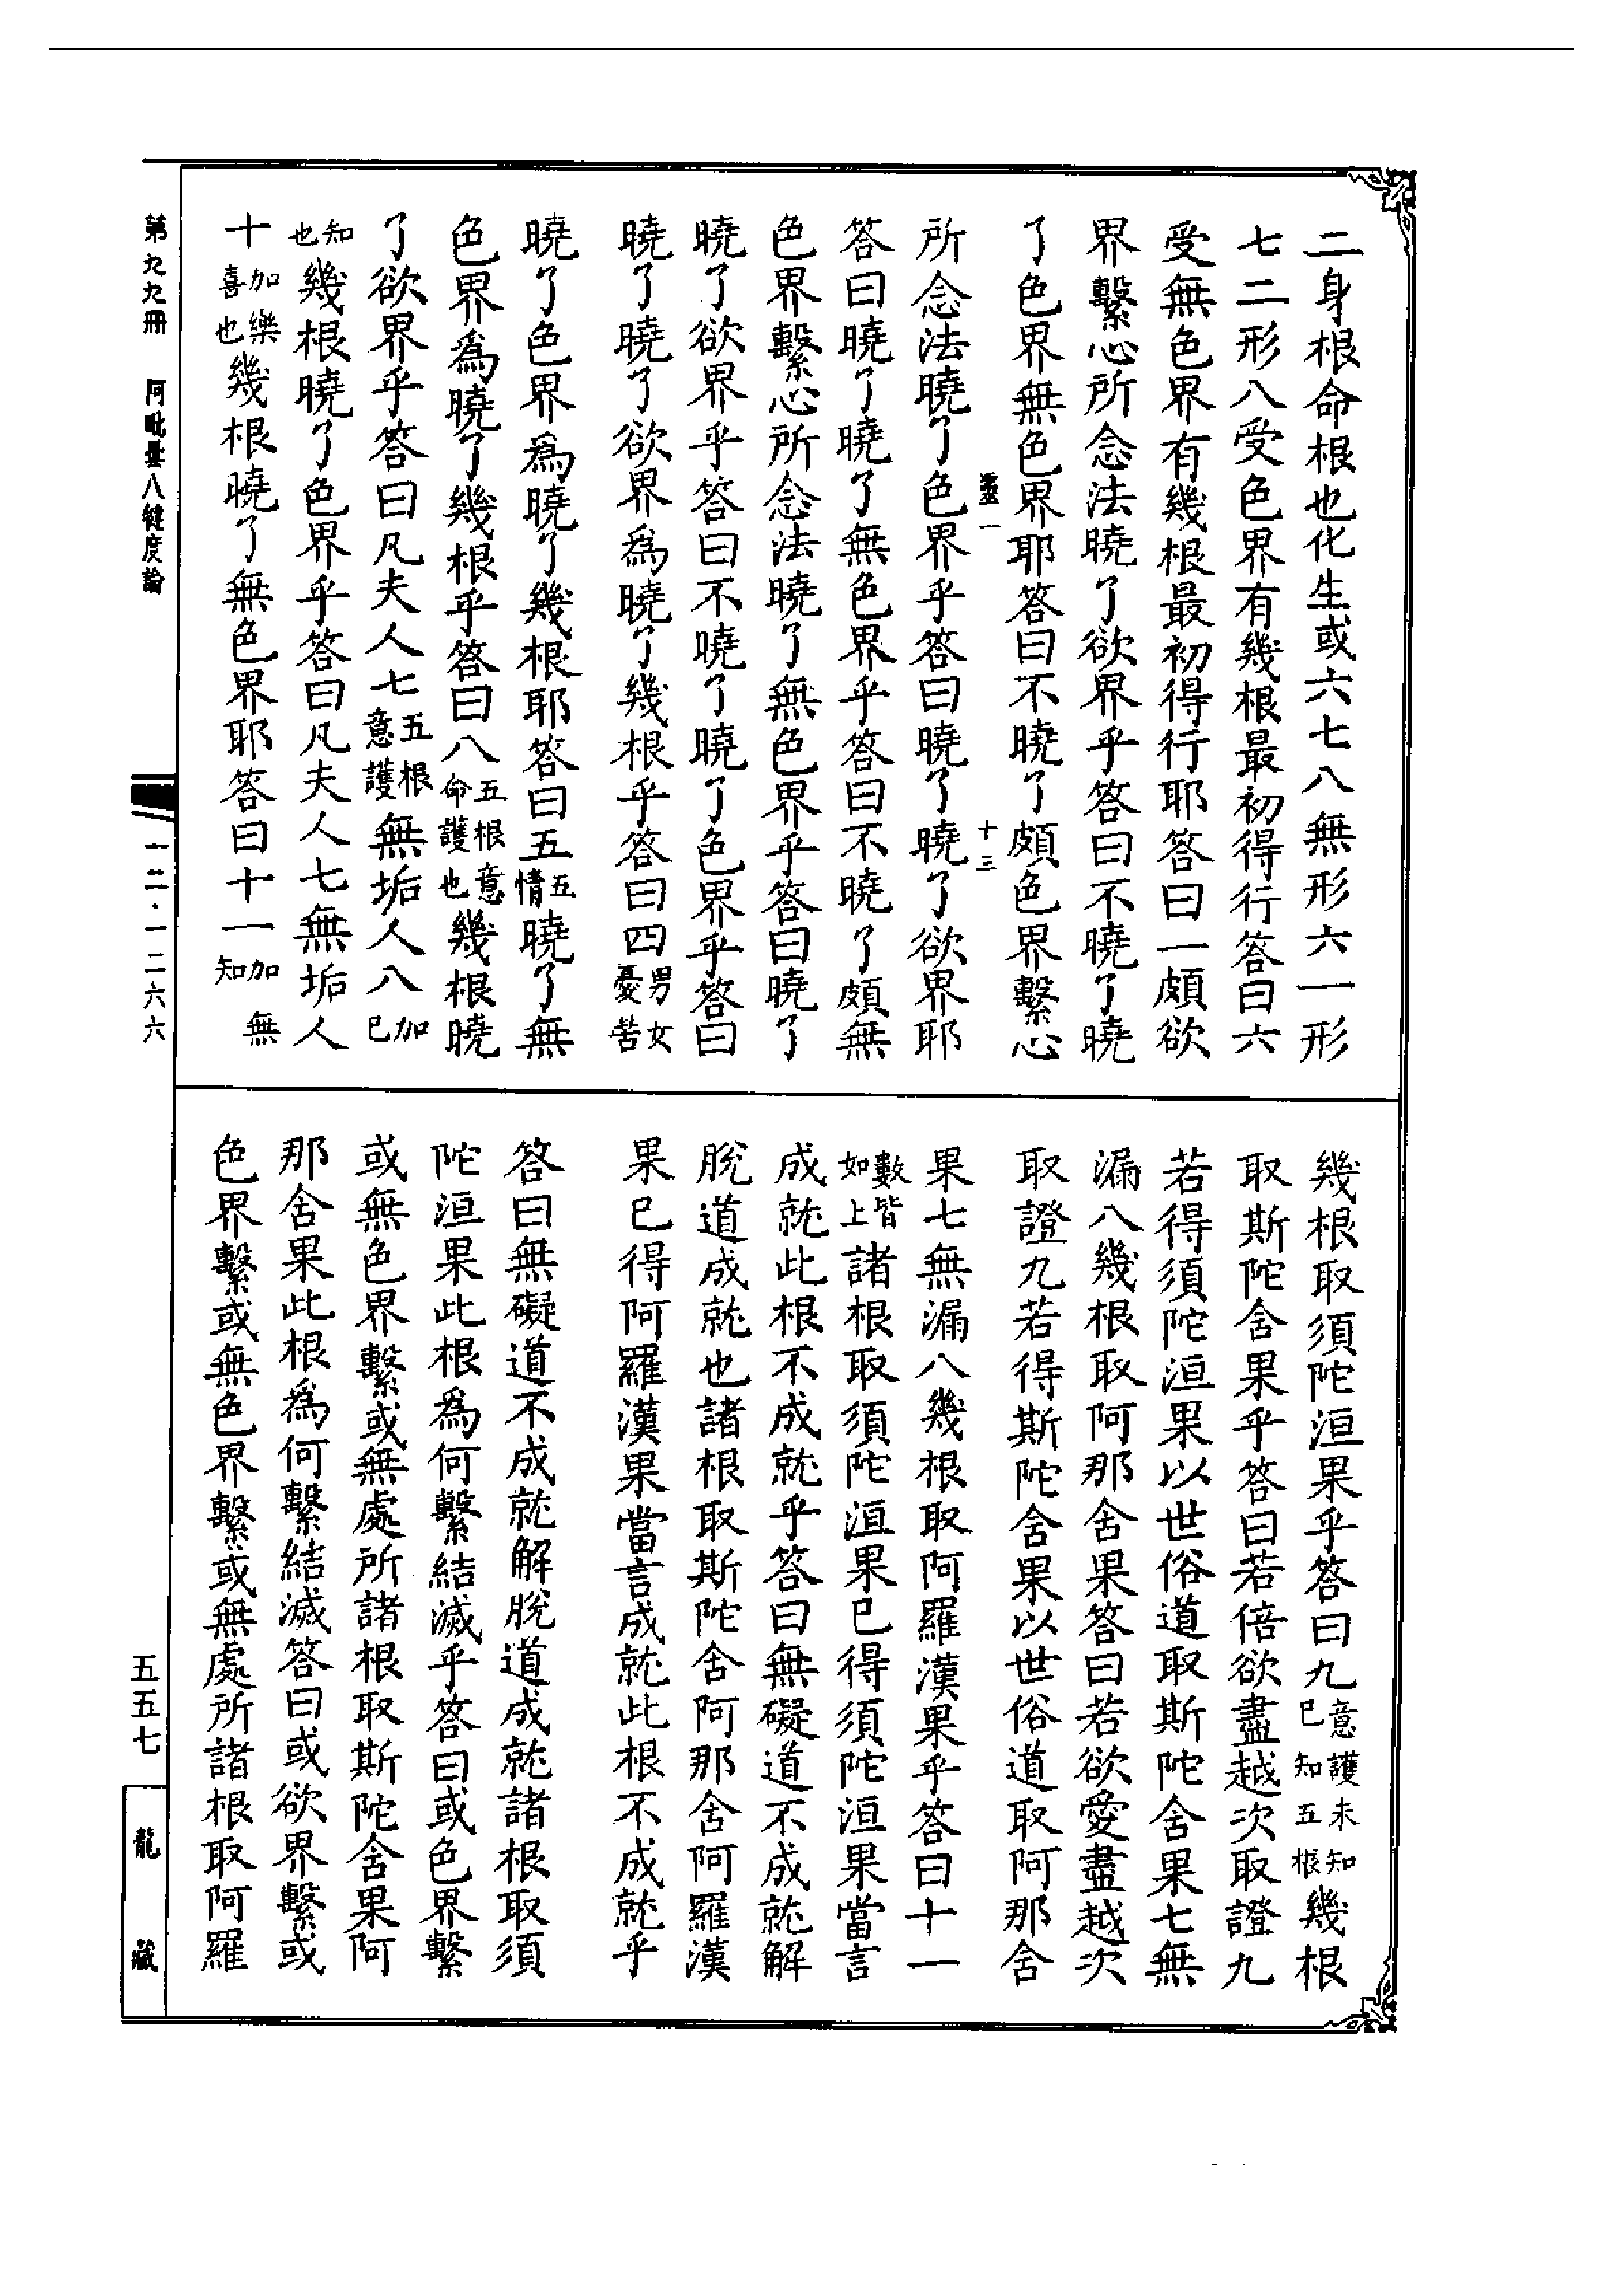 二身根命根也化生或六七八無形六一形
七二形八受色界有幾根最初得行答曰六
受無色界有幾根最初得行耶答曰一頗欲
界繫心所念法曉了欲界乎答曰不曉了曉
了色界無色界耶答曰不曉了頗色界繫心
十三
所念法曉了色界乎答曰曉了曉了欲界耶
答曰曉了曉了無色界乎答曰不曉了頗無
色界繫心所念法曉了無色界乎答曰曉了
曉了欲界乎答曰不曉了曉了色界乎答曰
曉了曉了欲界為曉了幾根乎答曰四男女憂苦
曉了色界為曉了幾根耶答曰五五情曉了無
色界為曉了幾根乎答曰八五根意命護也幾根曉
了欲界乎答曰凡夫人七五根意護無垢人八加已
知也幾根曉了色界乎答曰凡夫人七無垢人
十加樂喜也幾根曉了無色界耶答曰十一加無知
幾根取須陀洹果乎答曰九意護未知已知五根幾根
取斯陀含果乎答曰若倍欲盡越次取證九
若得須陀洹果以世俗道取斯陀含果七無
漏八幾根取阿那含果答曰若欲愛盡越次
取證九若得斯陀含果以世俗道取阿那含
果七無漏八幾根取阿羅漢果乎答曰十一
數皆如上諸根取須陀洹果已得須陀洹果當言
成就此根不成就乎答曰無礙道不成就解
脫道成就也諸根取斯陀含阿那含阿羅漢
果已得阿羅漢果當言成就此根不成就乎
答曰無礙道不成就解脫道成就諸根取須
陀洹果此根為何繫結滅乎答曰或色界繫
或無色界繫或無處所諸根取斯陀含果阿
那含果此根為何繫結滅答曰或欲界繫或
色界繫或無色界繫或無處所諸根取阿羅
第九九冊 阿毗曇八犍度論
一二·一二六六
五五七
龍藏